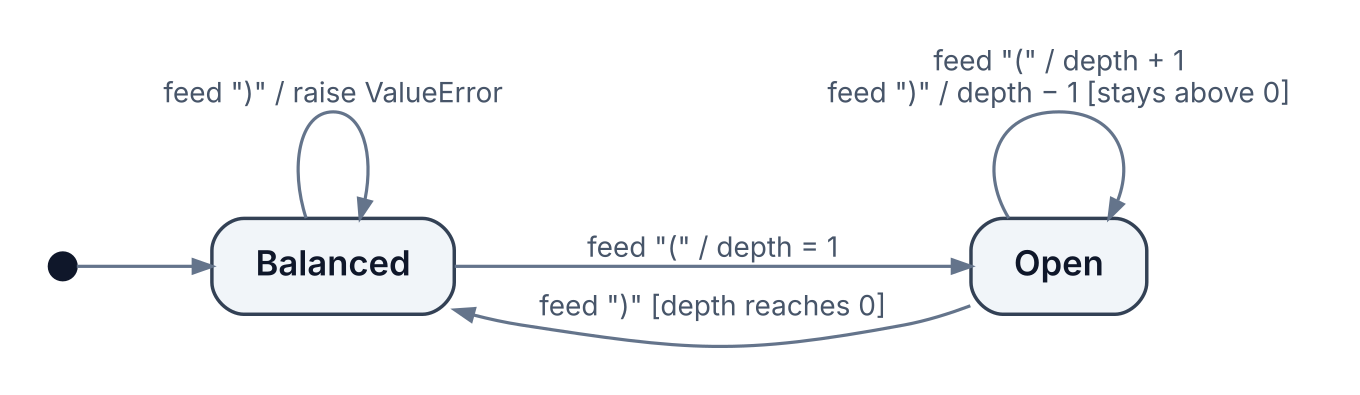 feed "(" / depth + 1
feed ")" / raise ValueError
feed ")" / depth − 1 [stays above 0]
Balanced
feed "(" / depth = 1
Open
feed ")" [depth reaches 0]